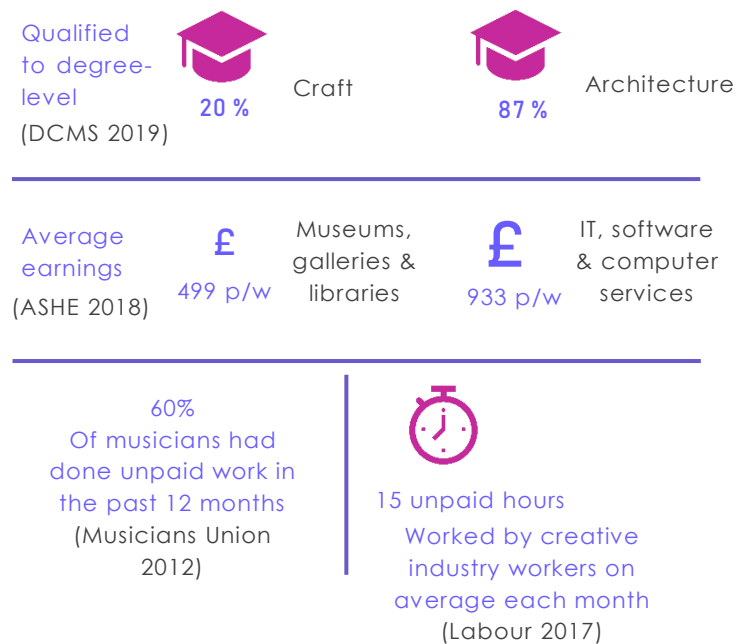 Qualified
to degree-
level
(DCMS 2019)
20 %
Craft
87 %
Architecture
Average
earnings
(ASHE 2018)
£
499 p/w
Museums,
galleries &
libraries
£
933 p/w
IT, software
& computer
services
60%
Of musicians had
done unpaid work in
the past 12 months
(Musicians Union
2012)
15 unpaid hours
Worked by creative
industry workers on
average each month
(Labour 2017)